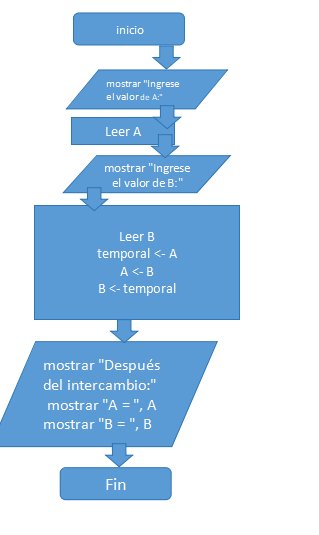 inicio
mostrar "Ingrese
el valor de A:"
Leer A
mostrar "Ingrese
el valor de B:"
Leer B
temporal <- A
A <- B
B <- temporal
mostrar "Después
del intercambio:"
mostrar "A = ", A
mostrar "B = ", B
Fin